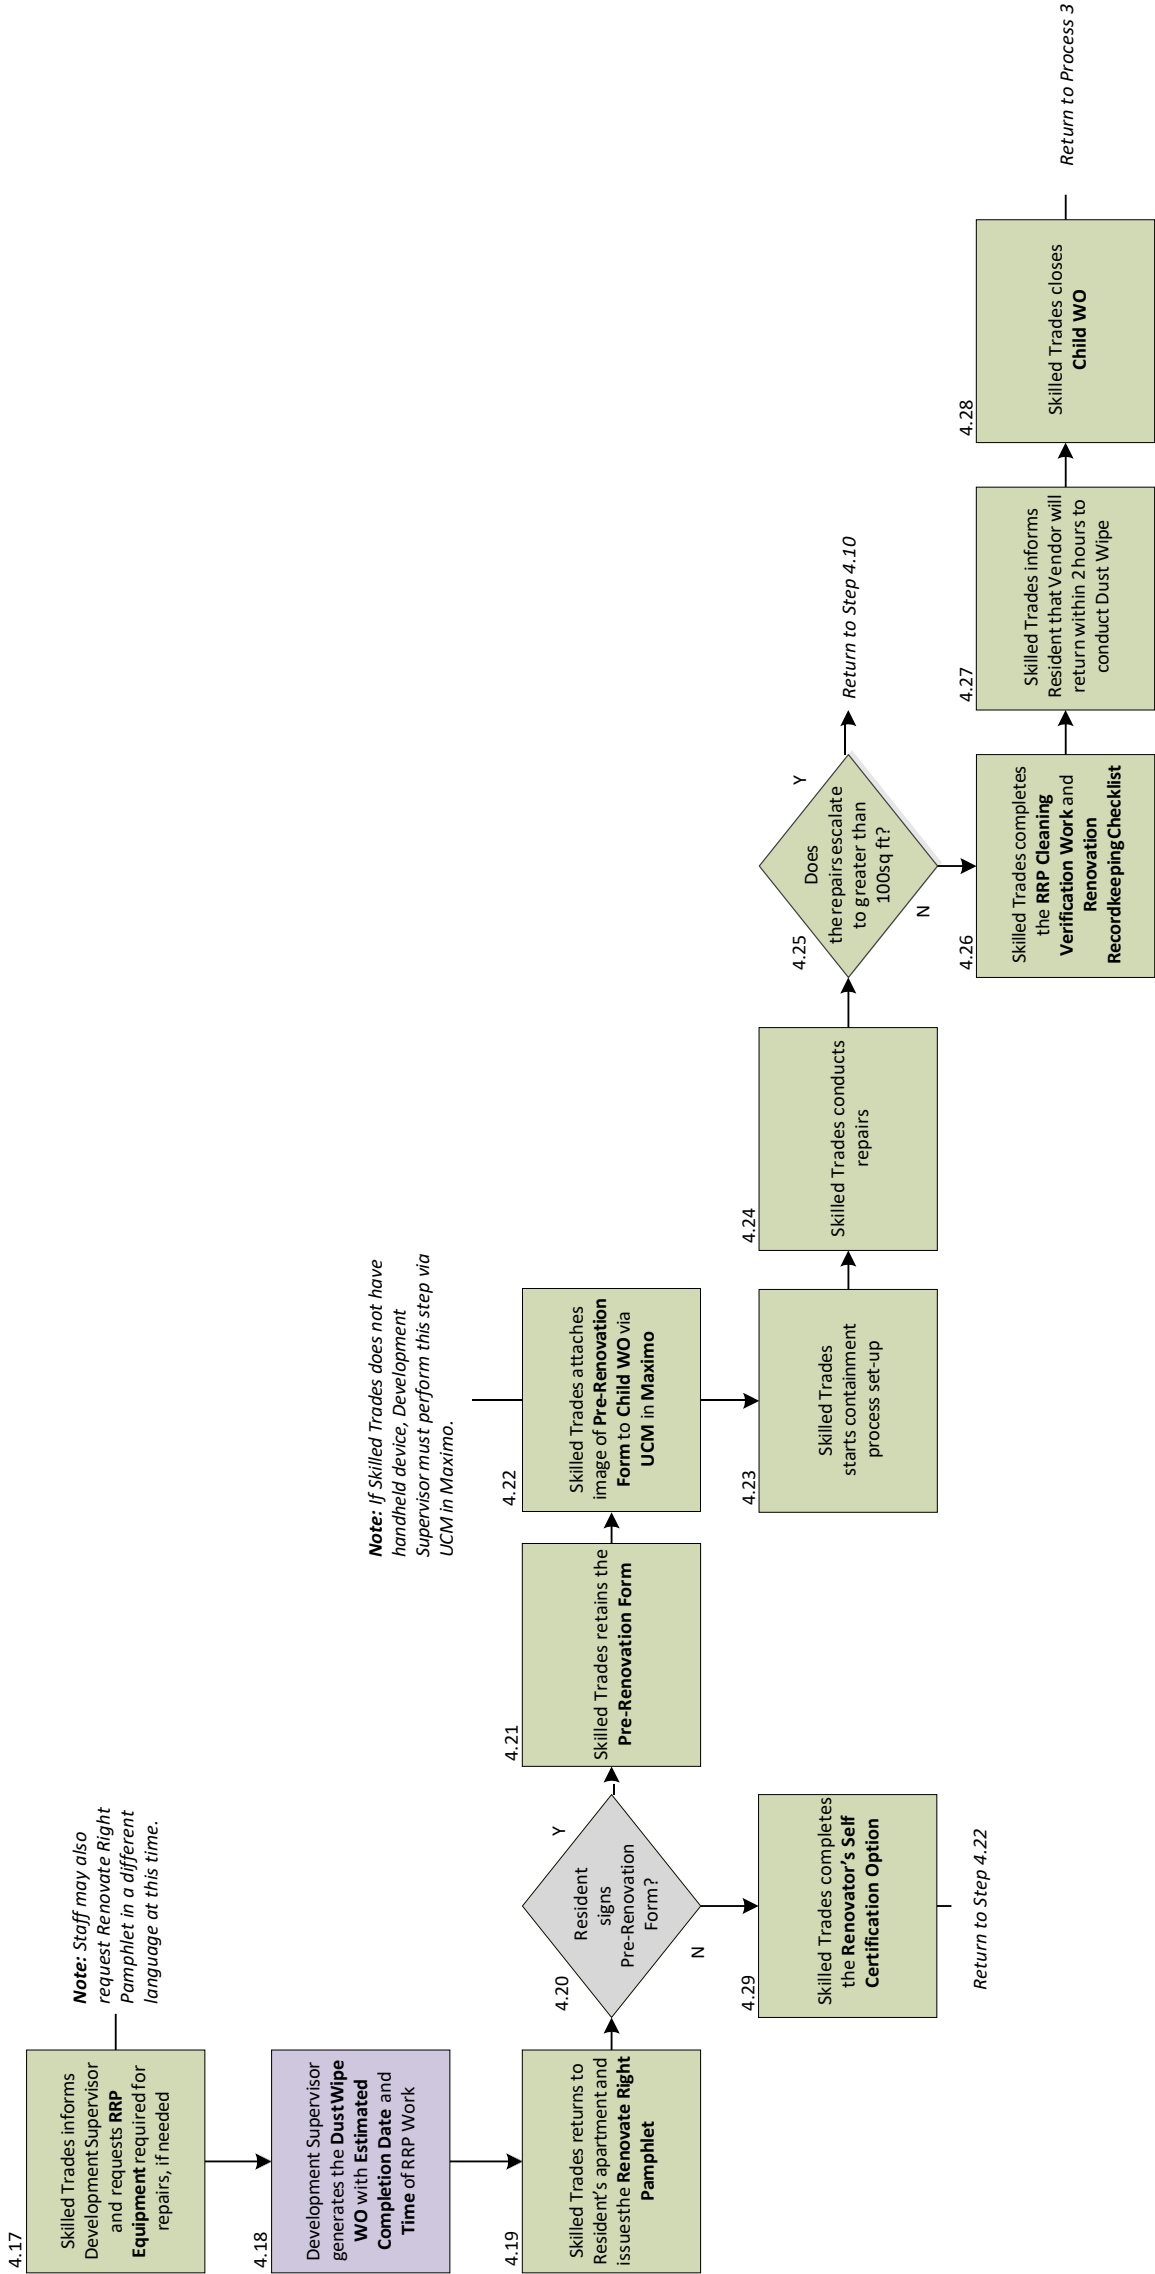 4.17
Skilled Trades informs
Development Supervisor
and requests RRP
Equipment required for
repairs, if needed
Note: Staff may also
request Renovate Right
Pamphlet in a different
language at this time.
4.18
Development Supervisor
generates the Dust Wipe
WO with Estimated
Completion Date and
Time of RRP Work
4.19
Skilled Trades returns to
Resident's apartment and
issuesthe Renovate Right
Pamphlet
4.20
Resident
signs
Pre-Renovation
Form?
Y
N
4.29
Skilled Trades completes
the Renovator's Self
Certification Option
Return to Step 4.22
4.21
Skilled Trades retains the
Pre-Renovation Form
4.22
Skilled Trades attaches
image of Pre-Renovation
Form to Child WO via
UCM in Maximo
Note: If Skilled Trades does not have
handheld device, Development
Supervisor must perform this step via
UCM in Maximo.
4.23
Skilled Trades
starts containment
process set-up
4.24
Skilled Trades conducts
repairs
4.25
Does
the repairs escalate
to greater than
100sq ft?
Y
Return to Step 4.10
N
4.26
Skilled Trades completes
the RRP Cleaning
Verification Work and
Renovation
Recordkeeping Checklist
4.27
Skilled Trades informs
Resident that Vendor will
return within 2 hours to
conduct Dust Wipe
4.28
Skilled Trades closes
Child WO
Return to Process 3